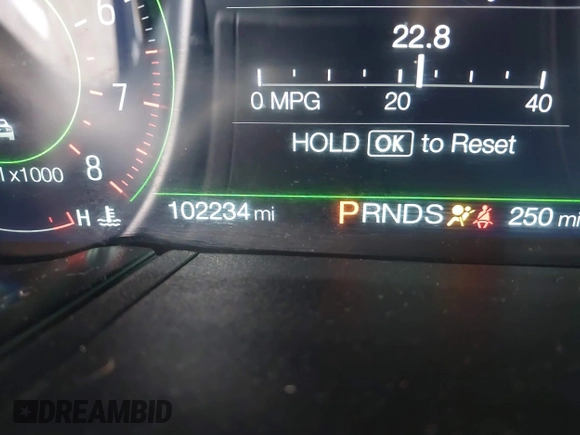 6
22.8
7
0 MPG 20 40
HOLD OK to Reset
x1000
8
H
102234 mi PRNDS 250 mi
DREAMBID